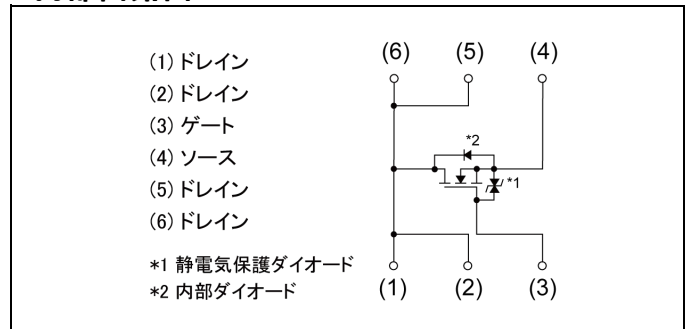 (1) ドレイン
(2) ドレイン
(3) ゲート
(4) ソース
(5) ドレイン
(6) ドレイン
*1 静電気保護ダイオード
*2 内部ダイオード
(6) (5) (4)
*2
*1
(1) (2) (3)